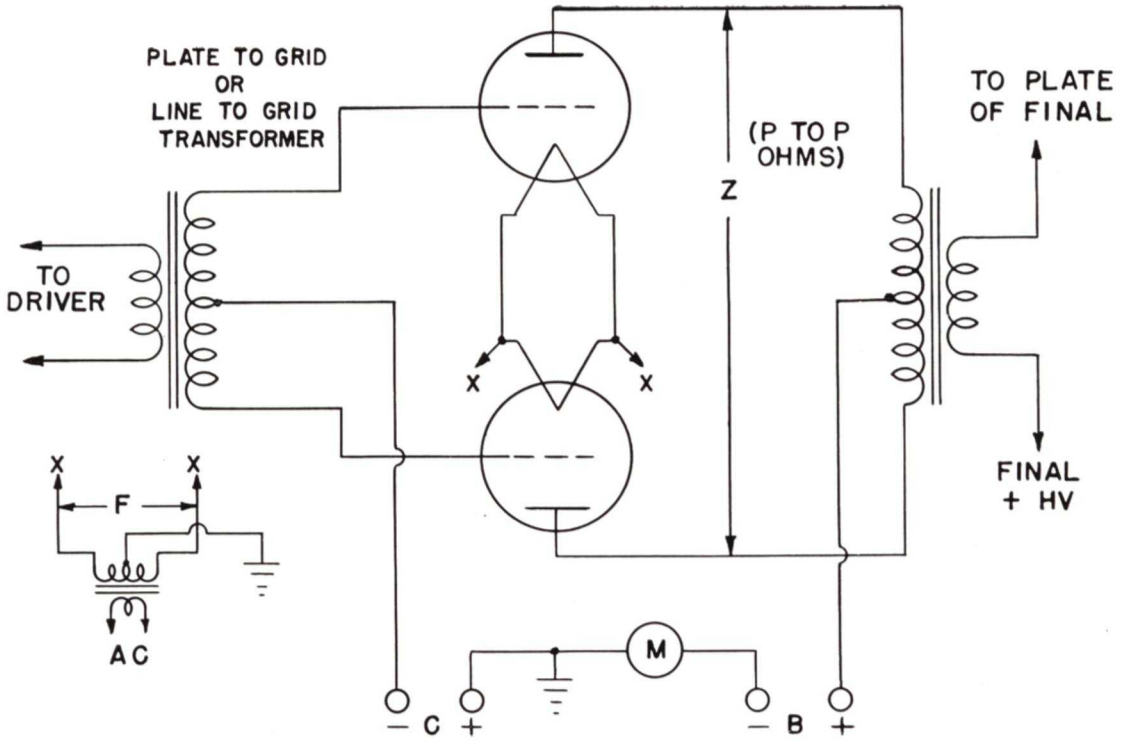 PLATE TO GRID
OR
LINE TO GRID
TRANSFORMER
TO PLATE
OF FINAL
(P TO P
OHMS)
Z
TO
DRIVER
X X
X F X
FINAL
+ HV
AC
M
− C +
− B +